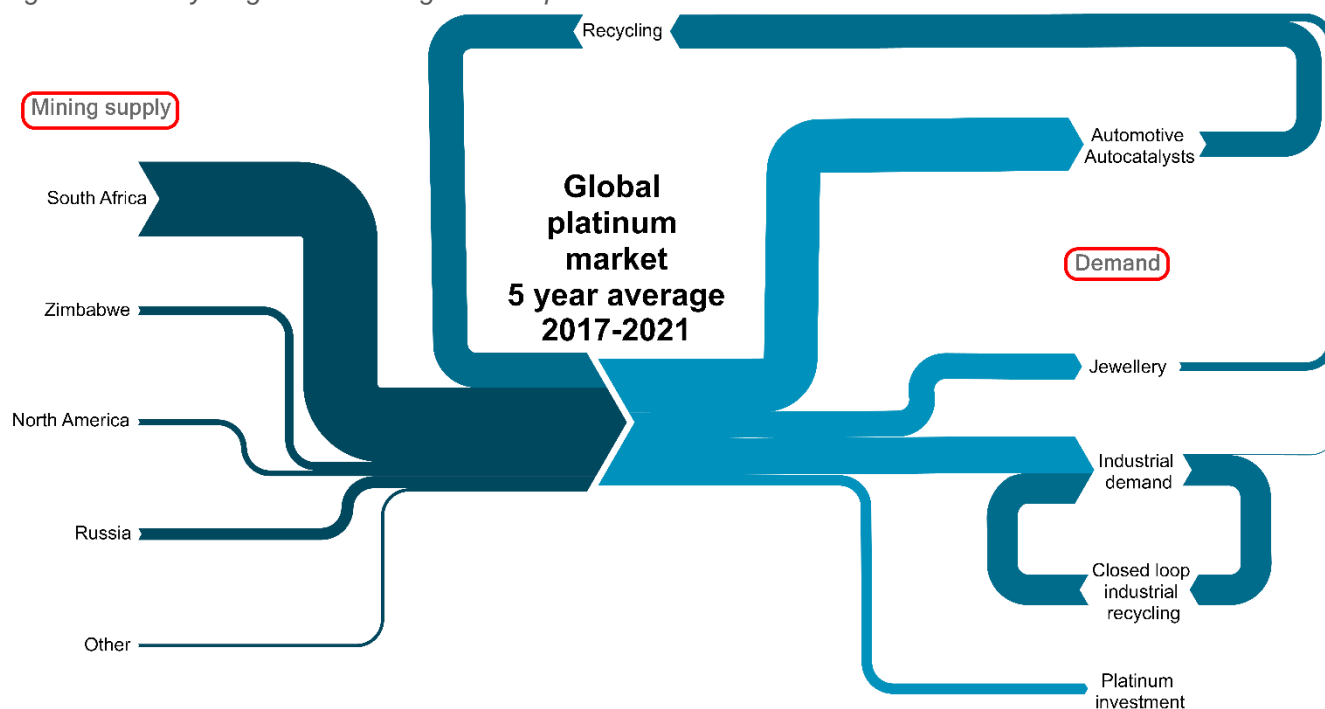 Recycling
Mining supply
South Africa
Zimbabwe
North America
Russia
Other
Global
platinum
market
5 year average
2017-2021
Automotive
Autocatalysts
Demand
Jewellery
Industrial
demand
Closed loop
industrial
recycling
Platinum
investment